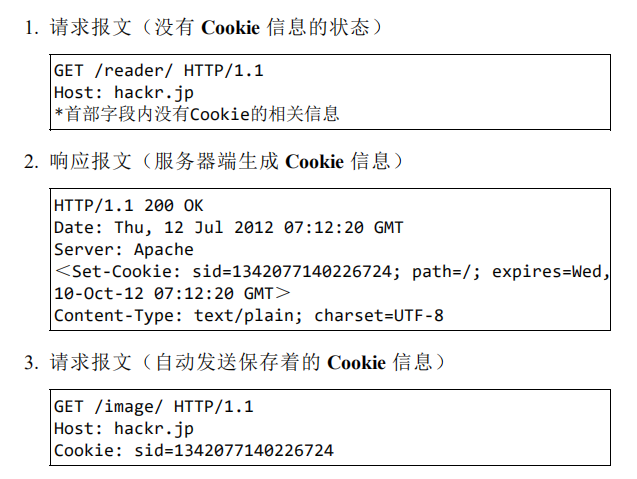 1. 请求报文（没有 Cookie 信息的状态）
GET /reader/ HTTP/1.1
Host: hackr.jp
*首部字段内没有Cookie的相关信息
2. 响应报文（服务器端生成 Cookie 信息）
HTTP/1.1 200 OK
Date: Thu, 12 Jul 2012 07:12:20 GMT
Server: Apache
＜Set-Cookie: sid=1342077140226724; path=/; expires=Wed,
10-Oct-12 07:12:20 GMT＞
Content-Type: text/plain; charset=UTF-8
3. 请求报文（自动发送保存着的 Cookie 信息）
GET /image/ HTTP/1.1
Host: hackr.jp
Cookie: sid=1342077140226724